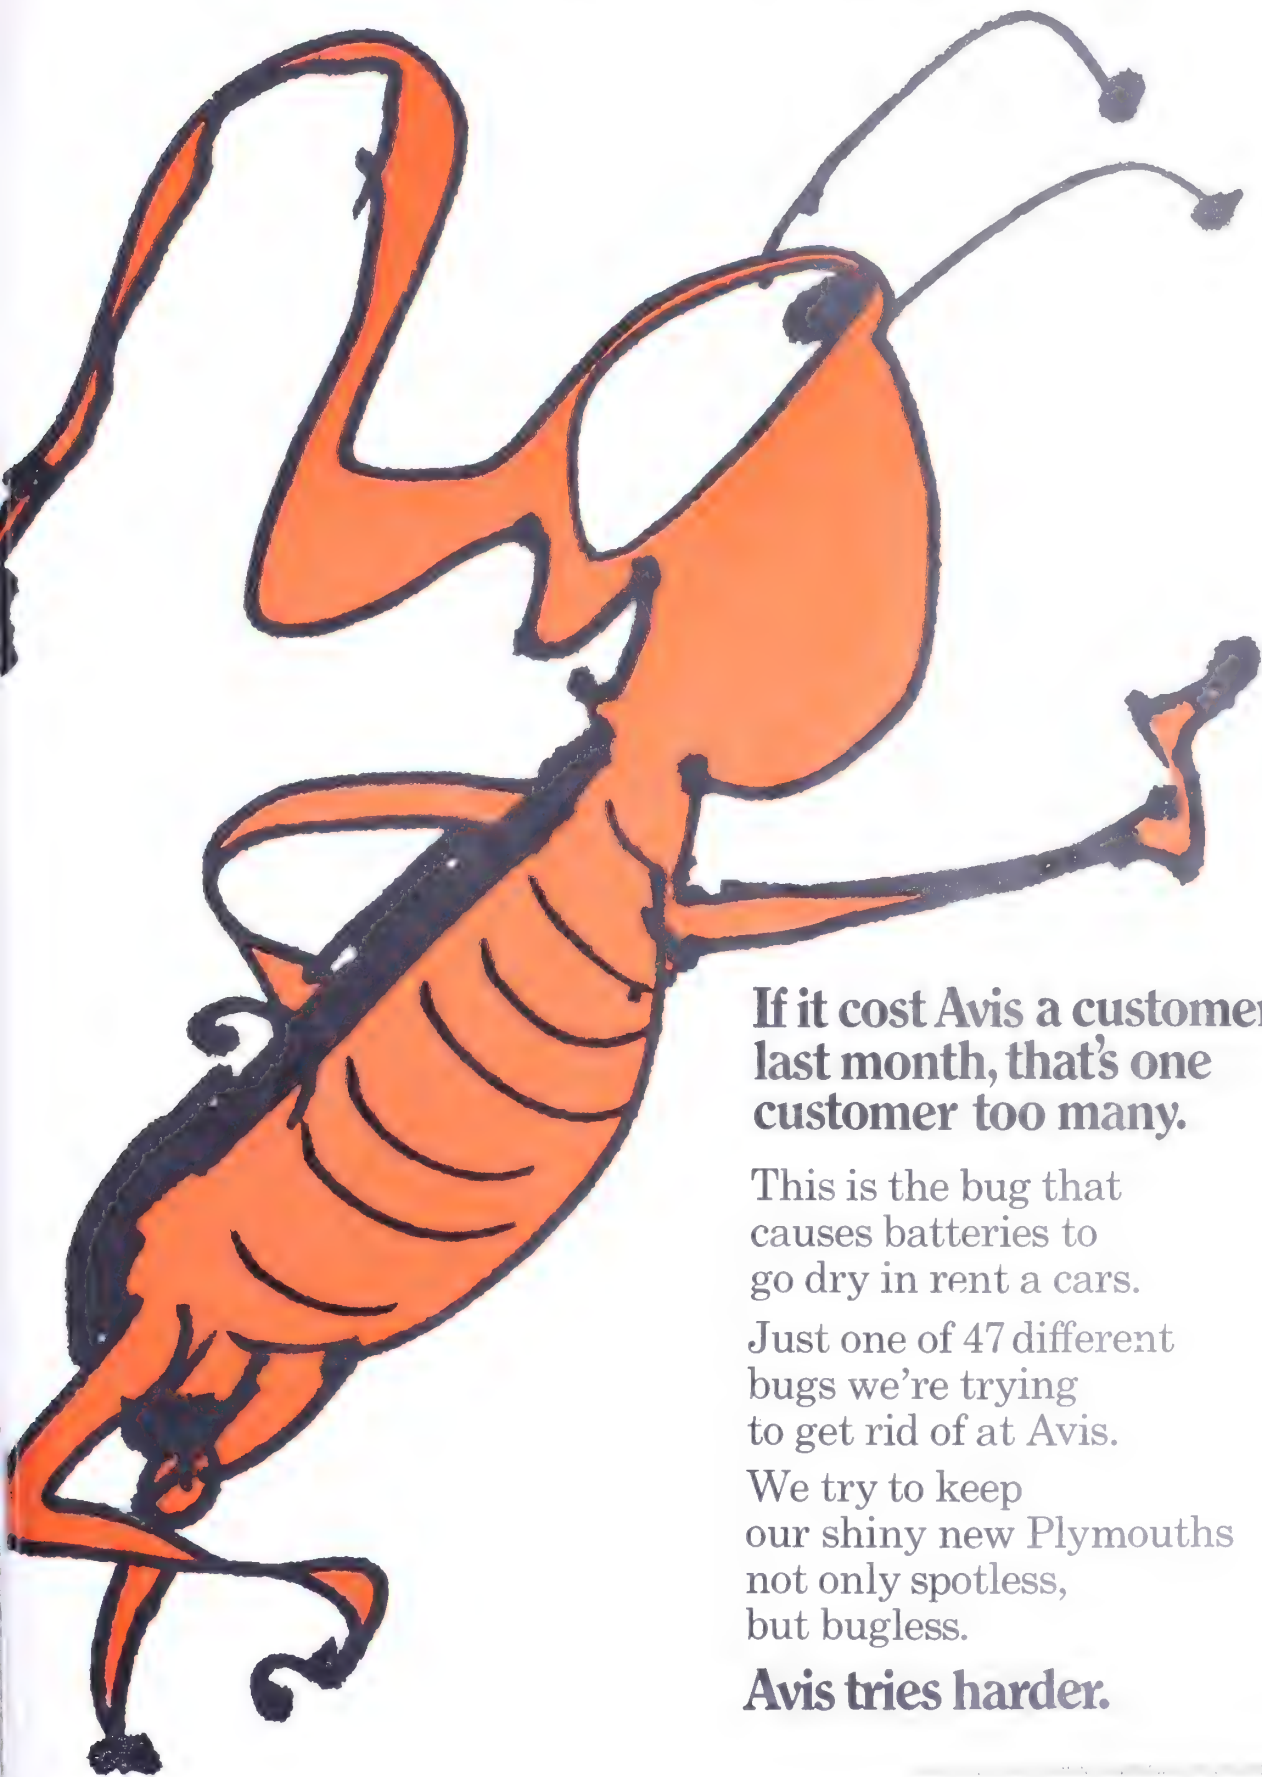 If it cost Avis a customer
last month, that's one
customer too many.
This is the bug that
causes batteries to
go dry in rent a cars.
Just one of 47 different
bugs we're trying
to get rid of at Avis.
We try to keep
our shiny new Plymouths
not only spotless,
but bugless.
Avis tries harder.